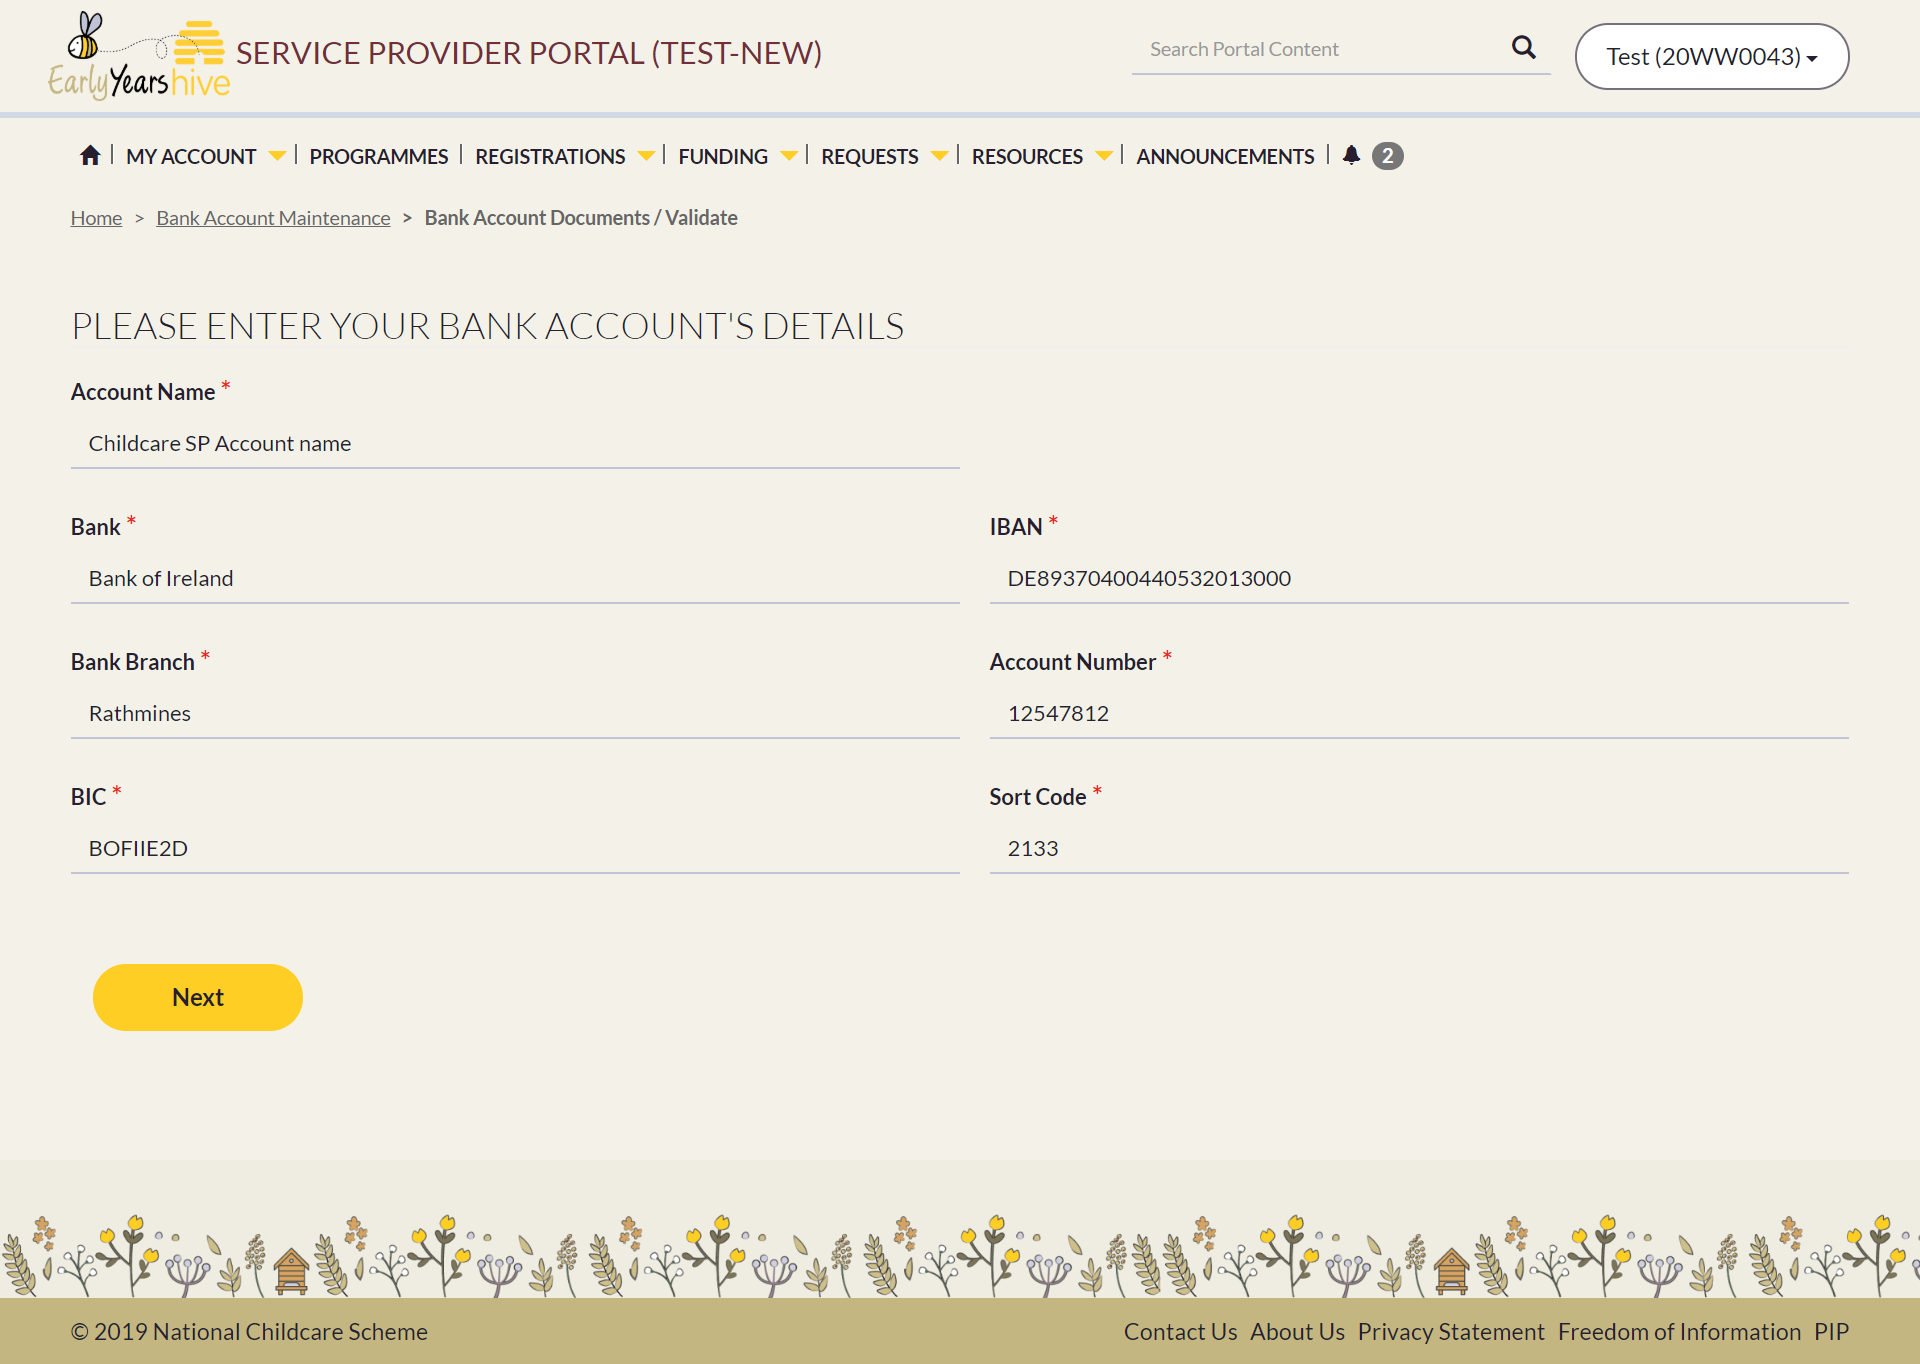 Early Years hive
SERVICE PROVIDER PORTAL (TEST-NEW)
Search Portal Content
Test (20WW0043)
MY ACCOUNT
PROGRAMMES
REGISTRATIONS
FUNDING
REQUESTS
RESOURCES
ANNOUNCEMENTS
2
Home > Bank Account Maintenance > Bank Account Documents / Validate
PLEASE ENTER YOUR BANK ACCOUNT'S DETAILS
Account Name *
Childcare SP Account name
Bank *
Bank of Ireland
IBAN *
DE89370400440532013000
Bank Branch *
Rathmines
Account Number *
12547812
BIC *
BOFIIE2D
Sort Code *
2133
Next
© 2019 National Childcare Scheme
Contact Us About Us Privacy Statement Freedom of Information PIP